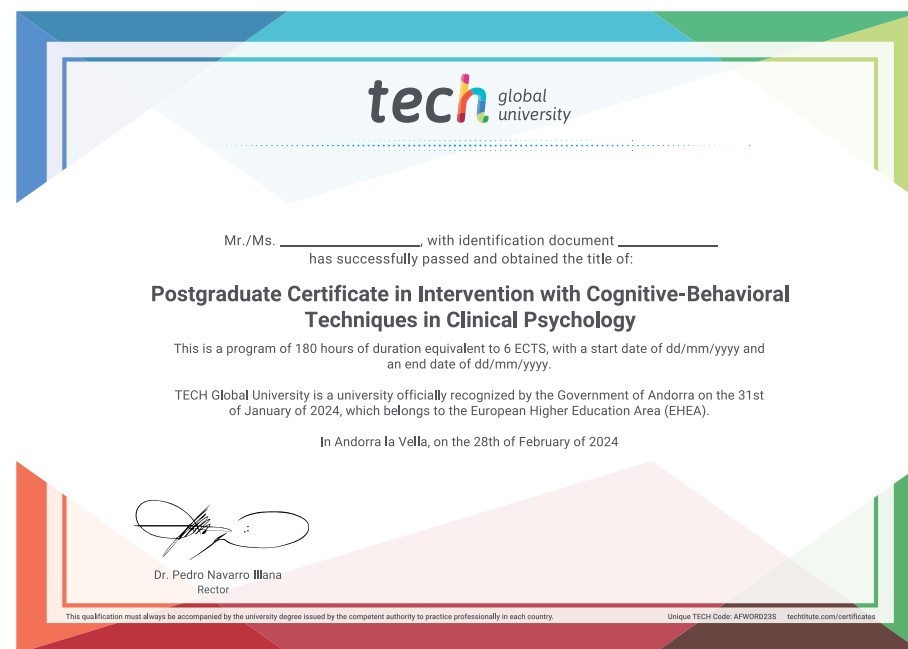 tech global university
Mr./Ms. ____________________, with identification document ______________
has successfully passed and obtained the title of:
Postgraduate Certificate in Intervention with Cognitive-Behavioral
Techniques in Clinical Psychology
This is a program of 180 hours of duration equivalent to 6 ECTS, with a start date of dd/mm/yyyy and
an end date of dd/mm/yyyy.
TECH Global University is a university officially recognized by the Government of Andorra on the 31st
of January of 2024, which belongs to the European Higher Education Area (EHEA).
In Andorra la Vella, on the 28th of February of 2024
Dr. Pedro Navarro Illana
Rector
This qualification must always be accompanied by the university degree issued by the competent authority to practice professionally in each country.
Unique TECH Code: AFWORD23S techtitute.com/certificates